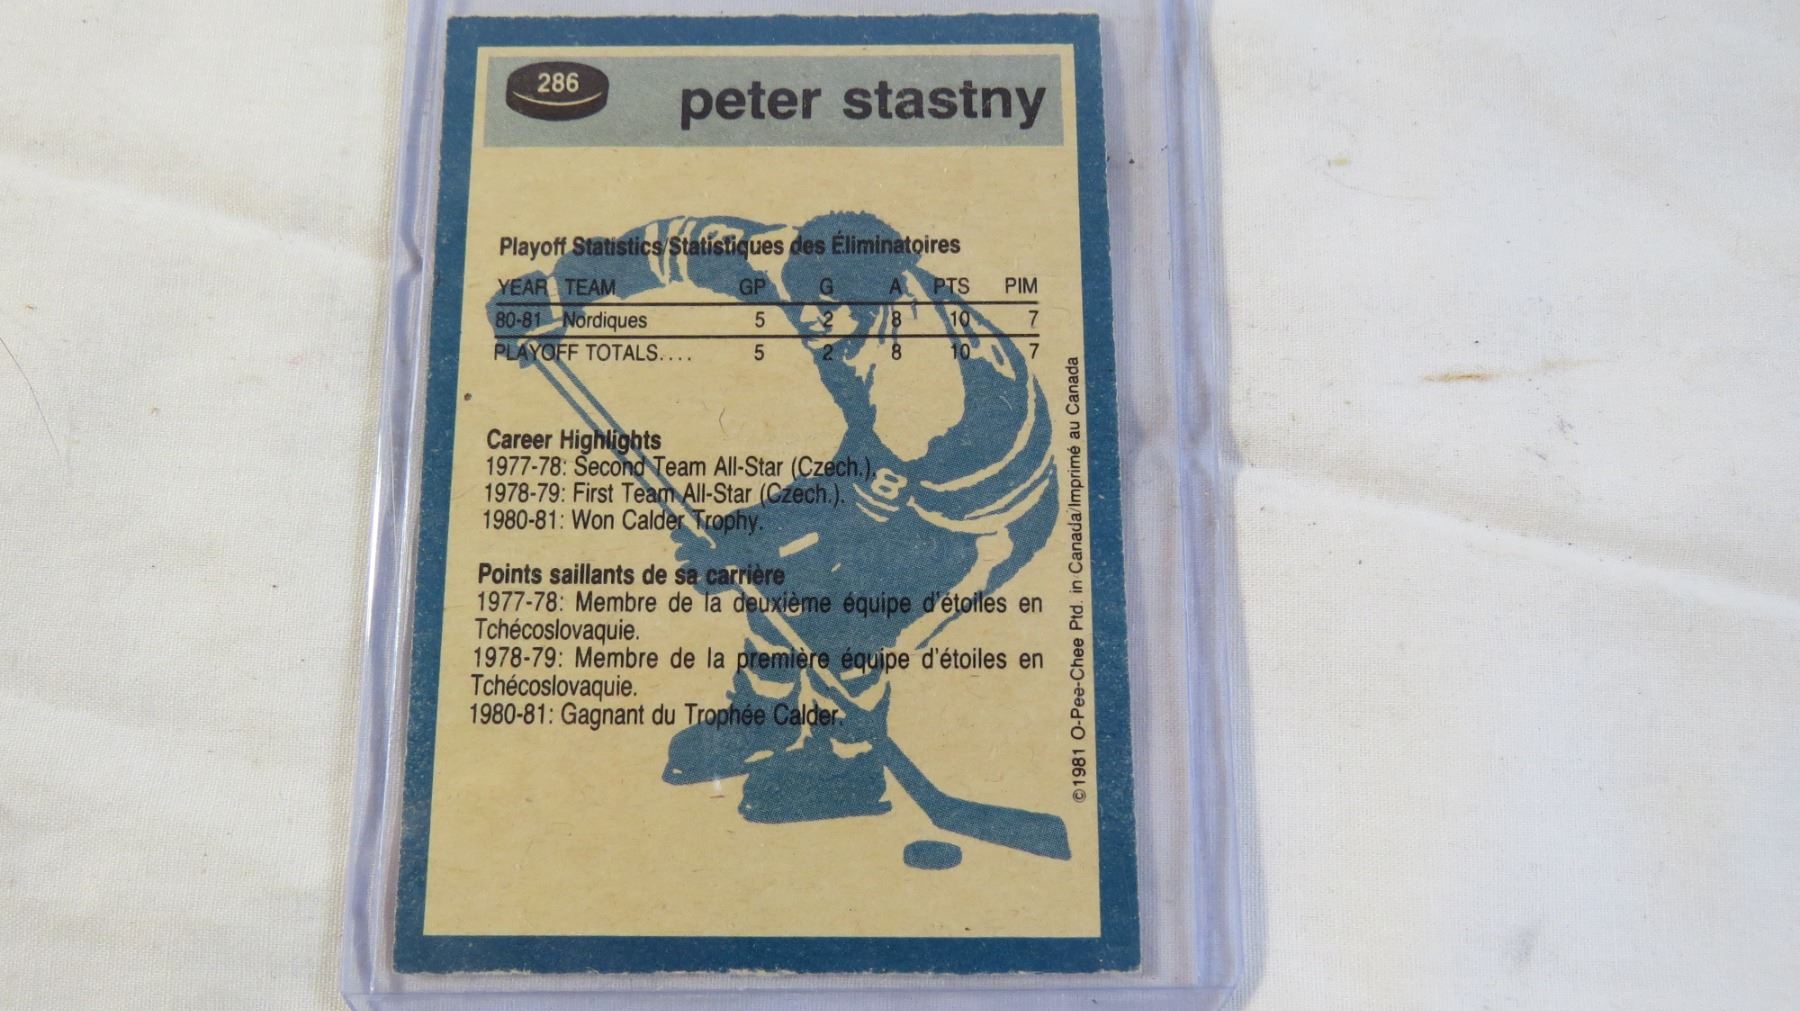 286 peter stastny
Playoff Statistics/Statistiques des Éliminatoires
YEAR TEAM GP G A PTS PIM
80-81 Nordiques 5 2 8 10 7
PLAYOFF TOTALS.... 5 2 8 10 7
Career Highlights
1977-78: Second Team All-Star (Czech.).
1978-79: First Team All-Star (Czech.).
1980-81: Won Calder Trophy.
Points saillants de sa carrière
1977-78: Membre de la deuxième équipe d'étoiles en
Tchécoslovaquie.
1978-79: Membre de la première équipe d'étoiles en
Tchécoslovaquie.
1980-81: Gagnant du Trophée Calder.
©1981 O-Pee-Chee Ptd. in Canada/Imprimé au Canada
8